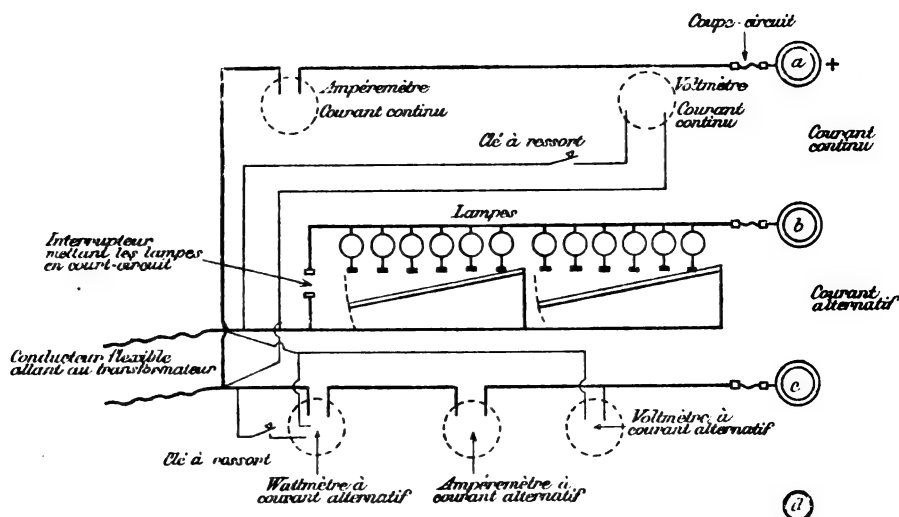 Coupe-circuit
a +
Ampèremètre
Courant continu
Voltmètre
Courant
continu
Courant
continu
Clé à ressort
Lampes
b
Interrupteur
mettant les lampes
en court-circuit
Courant
alternatif
Conducteur flexible
allant au transformateur
c
Voltmètre à
courant alternatif
Clé à ressort
Wattmètre à
courant alternatif
Ampèremètre à
courant alternatif
d